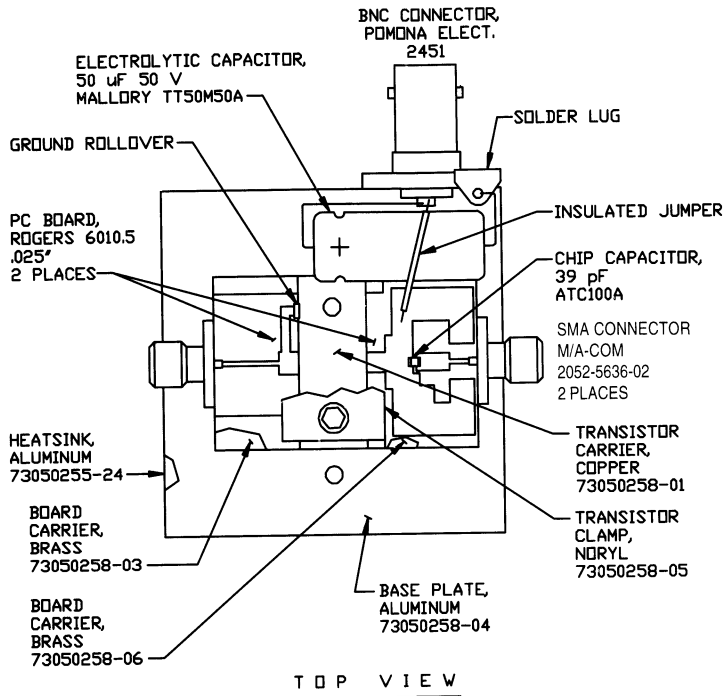 BNC CONNECTOR,
POMONA ELECT.
2451
ELECTROLYTIC CAPACITOR,
50 uF 50 V
MALLORY TT50M50A
SOLDER LUG
GROUND ROLLOVER
PC BOARD,
ROGERS 6010.5
.025"
2 PLACES
INSULATED JUMPER
CHIP CAPACITOR,
39 pF
ATC100A
SMA CONNECTOR
M/A-COM
2052-5636-02
2 PLACES
HEATSINK,
ALUMINUM
73050255-24
TRANSISTOR
CARRIER,
COPPER
73050258-01
BOARD
CARRIER,
BRASS
73050258-03
TRANSISTOR
CLAMP,
NORYL
73050258-05
BOARD
CARRIER,
BRASS
73050258-06
BASE PLATE,
ALUMINUM
73050258-04
TOP VIEW